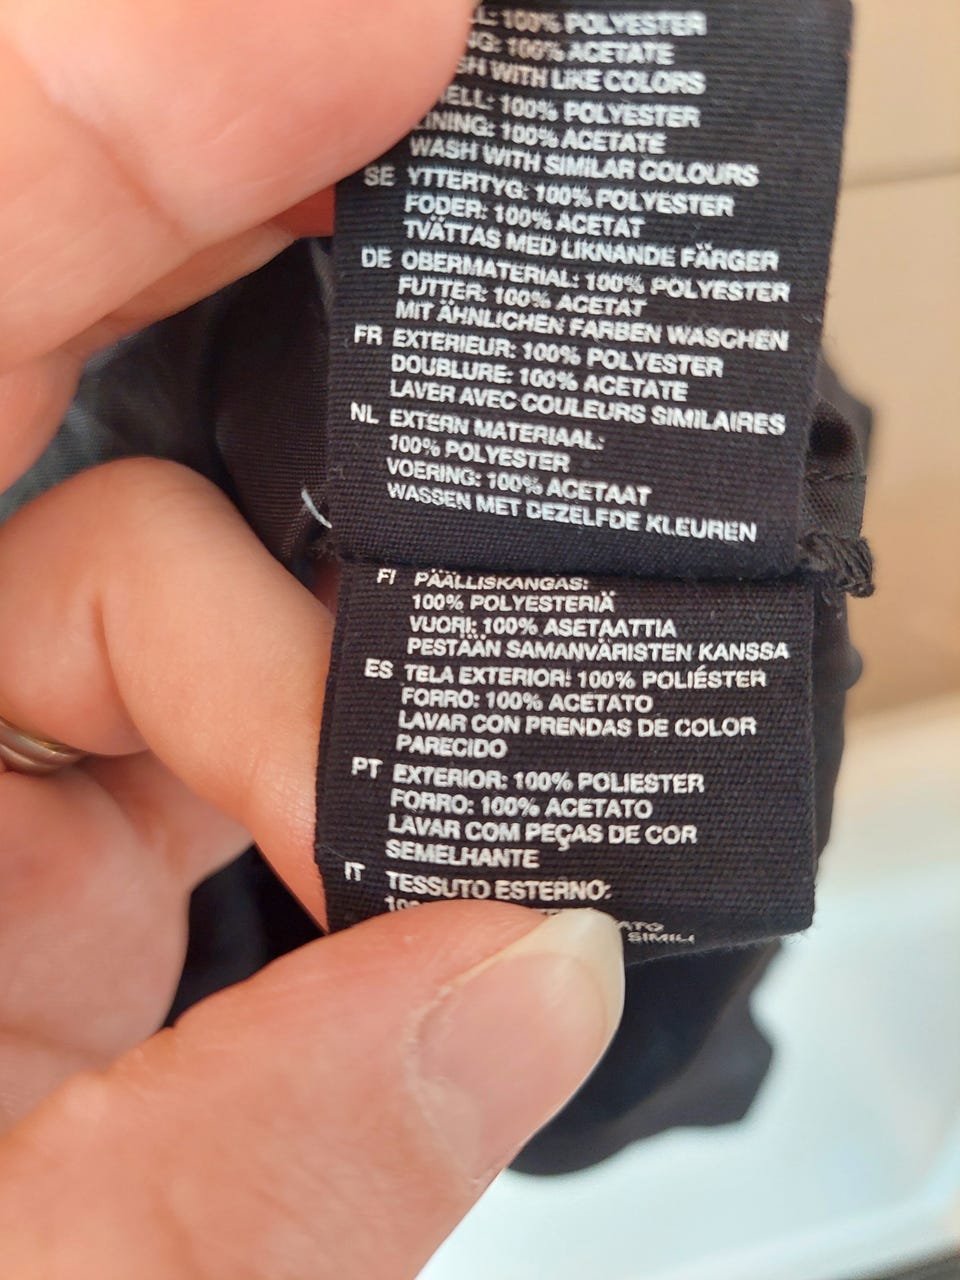 100% POLYESTER
100% ACETATE
WITH LIKE COLORS
100% POLYESTER
100% ACETATE
WASH WITH SIMILAR COLOURS
SE YTTERTYG: 100% POLYESTER
FODER: 100% ACETAT
TVÄTTAS MED LIKNANDE FÄRGER
DE OBERMATERIAL: 100% POLYESTER
FUTTER: 100% ACETAT
MIT ÄHNLICHEN FARBEN WASCHEN
FR EXTERIEUR: 100% POLYESTER
DOUBLURE: 100% ACETATE
LAVER AVEC COULEURS SIMILAIRES
NL EXTERN MATERIAAL:
100% POLYESTER
VOERING: 100% ACETAAT
WASSEN MET DEZELFDE KLEUREN
FI PÄÄLLISKANGAS:
100% POLYESTERIÄ
VUORI: 100% ASETAATTIA
PESTÄÄN SAMANVÄRISTEN KANSSA
ES TELA EXTERIOR: 100% POLIÉSTER
FORRO: 100% ACETATO
LAVAR CON PRENDAS DE COLOR
PARECIDO
PT EXTERIOR: 100% POLIESTER
FORRO: 100% ACETATO
LAVAR COM PEÇAS DE COR
SEMELHANTE
IT TESSUTO ESTERNO: